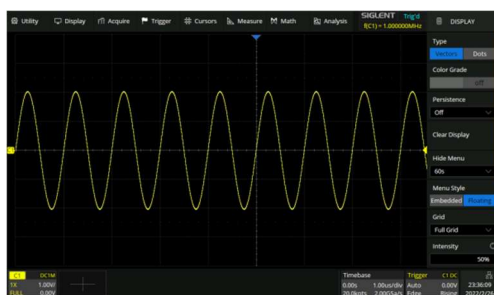 Utility Display Acquire Trigger Cursors Measure Math Analysis SIGLENT Trig'd DISPLAY
f(C1) = 1.000000MHz
Type
Vectors Dots
Color Grade
Off
Persistence
Off
Clear Display
Hide Menu
60s
Menu Style
Embedded Floating
Grid
Full Grid
Intensity
50%
C1
C1 DC1M
1X 1.00V/
FULL 0.00V
Timebase
0.00s 1.00us/div
20.0kpts 2.00GSa/s
Trigger C1 DC
Auto 0.00V
Edge Rising
23:36:09